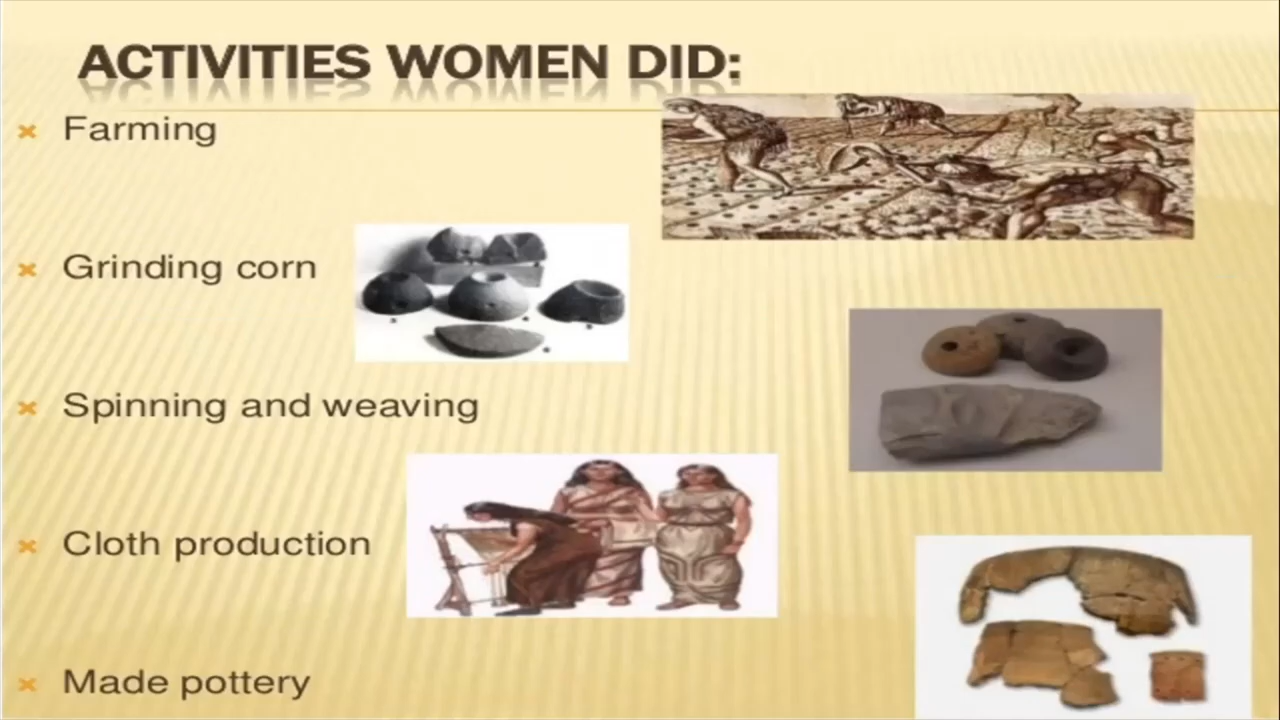 ACTIVITIES WOMEN DID:
Farming
Grinding corn
Spinning and weaving
Cloth production
Made pottery